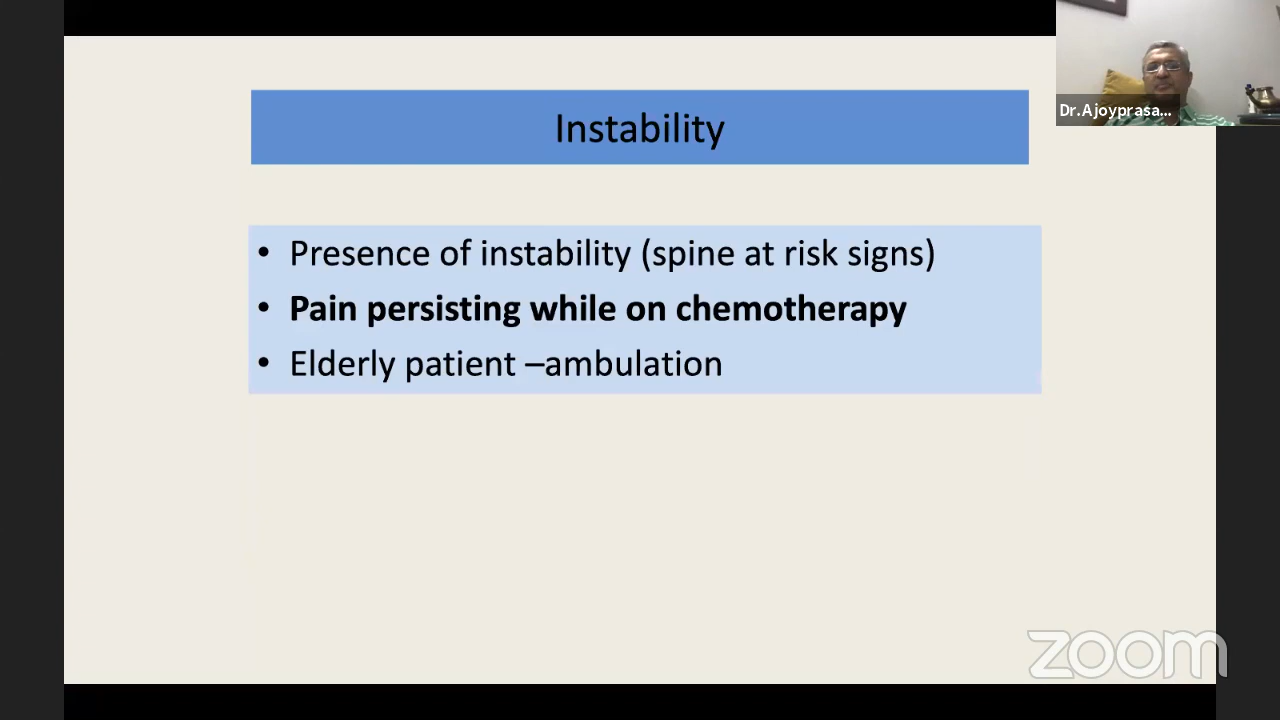 Instability
• Presence of instability (spine at risk signs)
• Pain persisting while on chemotherapy
• Elderly patient –ambulation
Dr.Ajoyprasa...
zoom